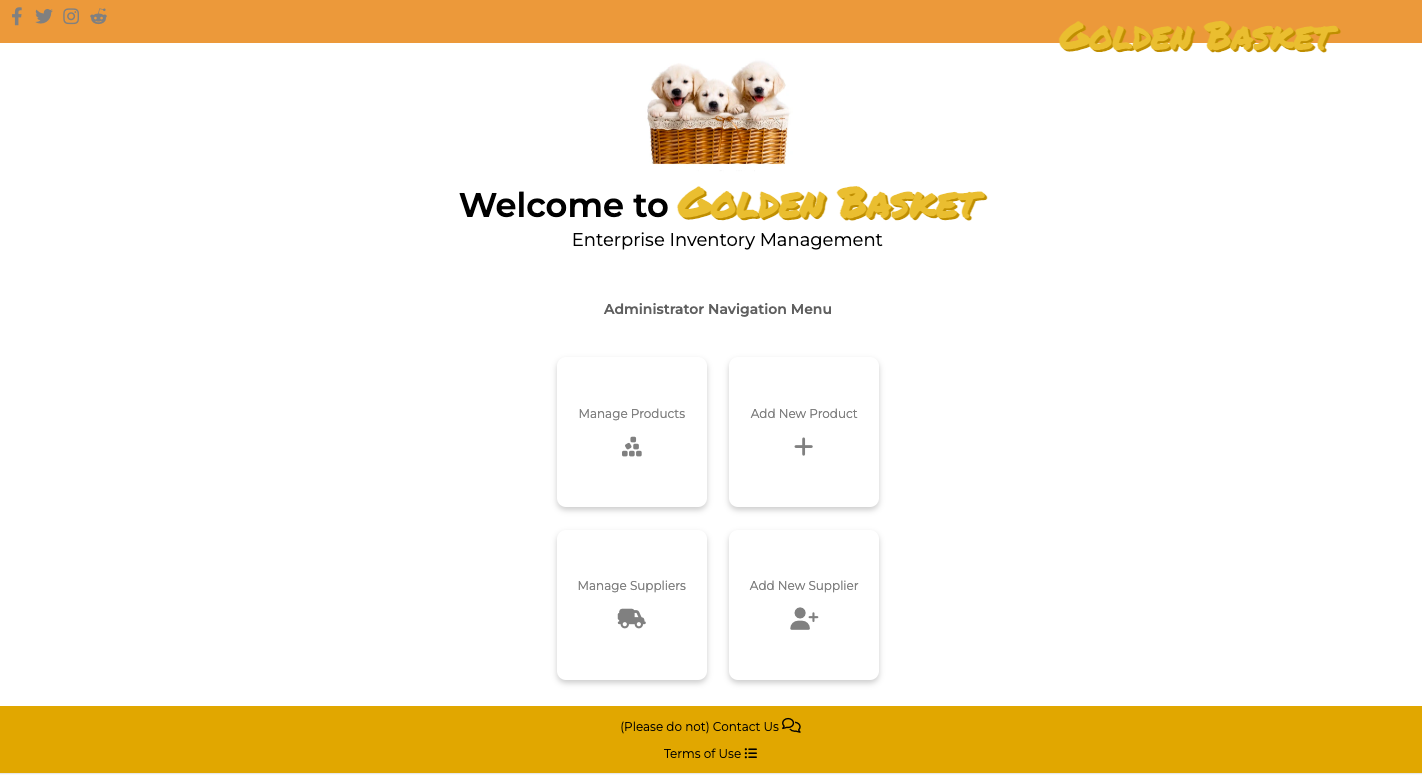 Golden Basket
Welcome to Golden Basket
Enterprise Inventory Management
Administrator Navigation Menu
Manage Products
Add New Product
Manage Suppliers
Add New Supplier
(Please do not) Contact Us
Terms of Use